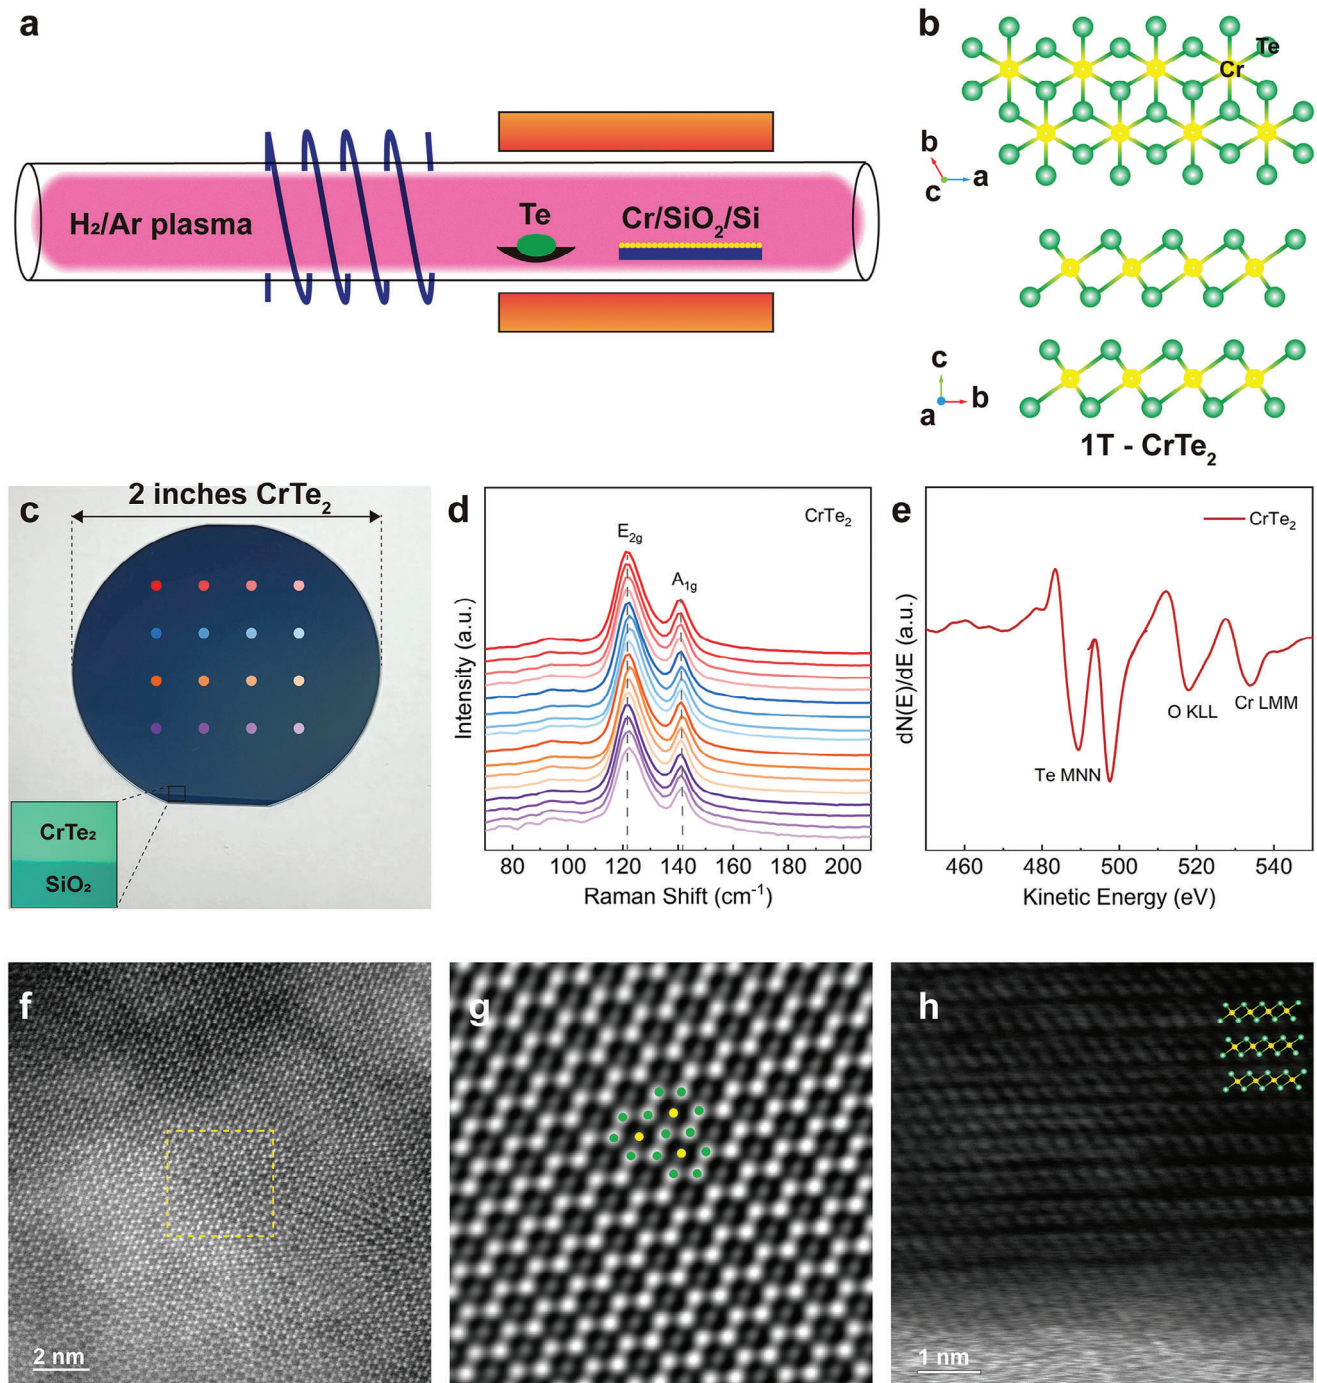 a
H₂/Ar plasma
Te
Cr/SiO₂/Si
b
Te
Cr
b
c
a
c
a
b
1T - CrTe₂
c
2 inches CrTe₂
CrTe₂
SiO₂
d
CrTe₂
E₂g
A₁g
Intensity (a.u.)
80 100 120 140 160 180 200
Raman Shift (cm⁻¹)
e
CrTe₂
dN(E)/dE (a.u.)
Te MNN
O KLL
Cr LMM
460 480 500 520 540
Kinetic Energy (eV)
f
2 nm
g
h
1 nm